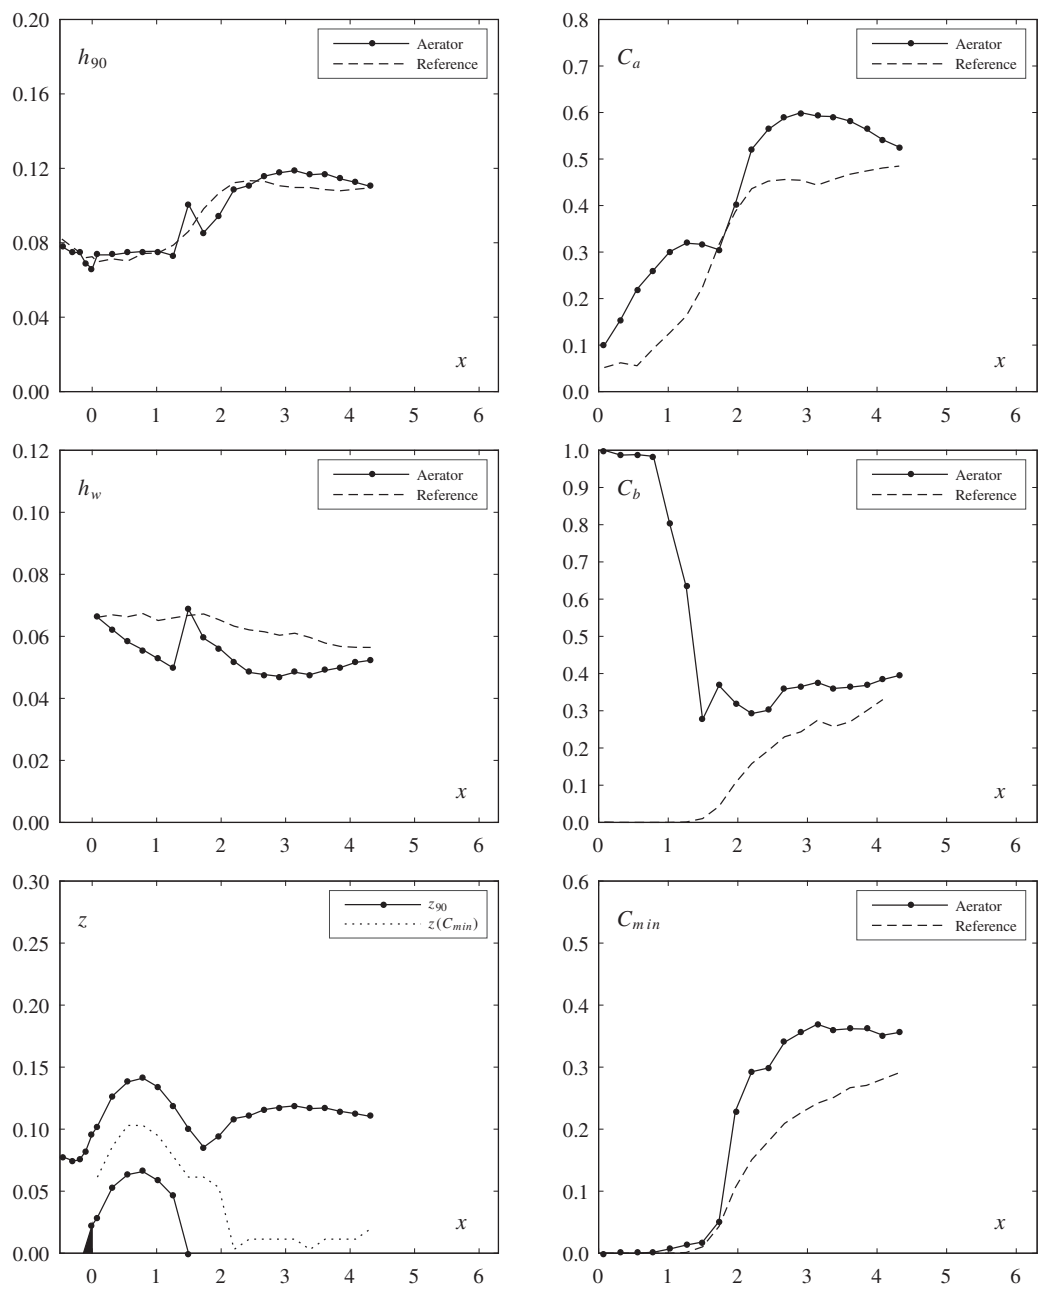 0.20
h90
Aerator
Reference
0.16
0.12
0.08
0.04
x
0.00
0 1 2 3 4 5 6
0.8
Ca
Aerator
Reference
0.7
0.6
0.5
0.4
0.3
0.2
0.1
x
0.0
0 1 2 3 4 5 6
0.12
hw
Aerator
Reference
0.10
0.08
0.06
0.04
0.02
x
0.00
0 1 2 3 4 5 6
1.0
Cb
Aerator
Reference
0.9
0.8
0.7
0.6
0.5
0.4
0.3
0.2
0.1
x
0.0
0 1 2 3 4 5 6
0.30
z
z90
z(Cmin)
0.25
0.20
0.15
0.10
0.05
x
0.00
0 1 2 3 4 5 6
0.6
Cmin
Aerator
Reference
0.5
0.4
0.3
0.2
0.1
x
0.0
0 1 2 3 4 5 6